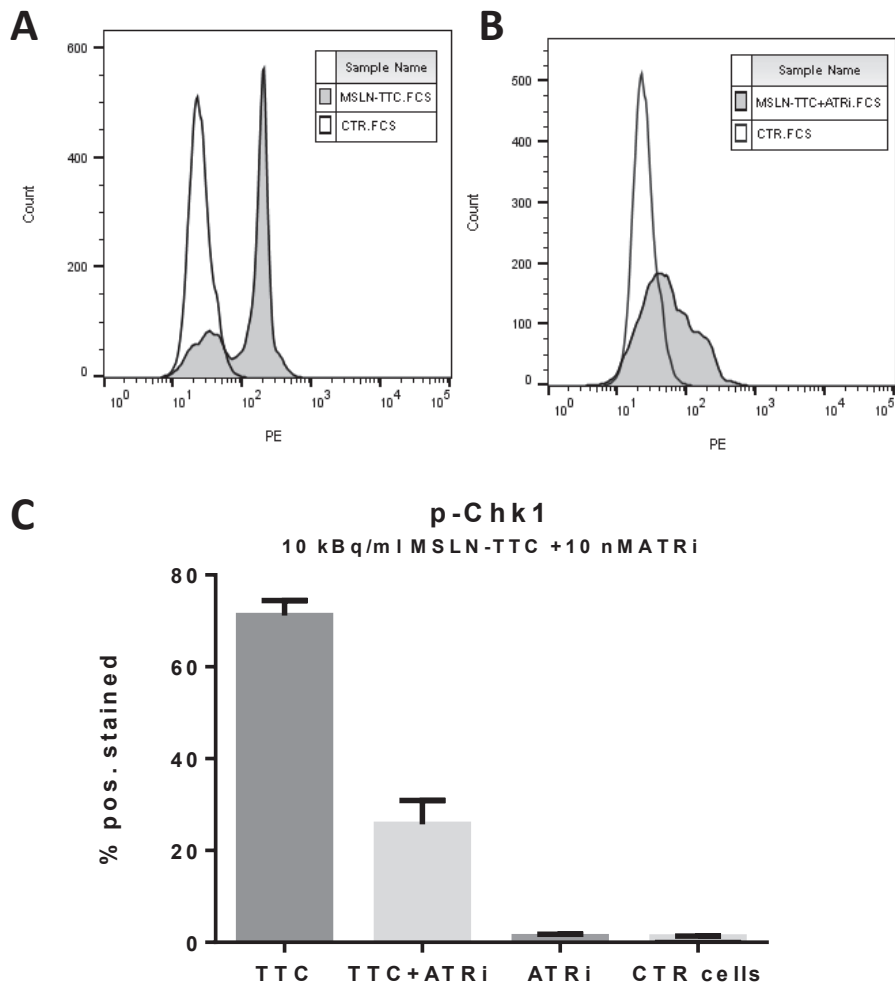 A
600
400
200
0
Count
10^0 10^1 10^2 10^3 10^4 10^5
PE
Sample Name
MSLN-TTC.FCS
CTR.FCS
B
500
400
300
200
100
0
Count
10^0 10^1 10^2 10^3 10^4 10^5
PE
Sample Name
MSLN-TTC+ATRi.FCS
CTR.FCS
C
p-Chk1
10 kBq/ml MSLN-TTC +10 nMATRi
80
60
40
20
0
% pos. stained
TTC TTC+ATRi ATRi CTR cells